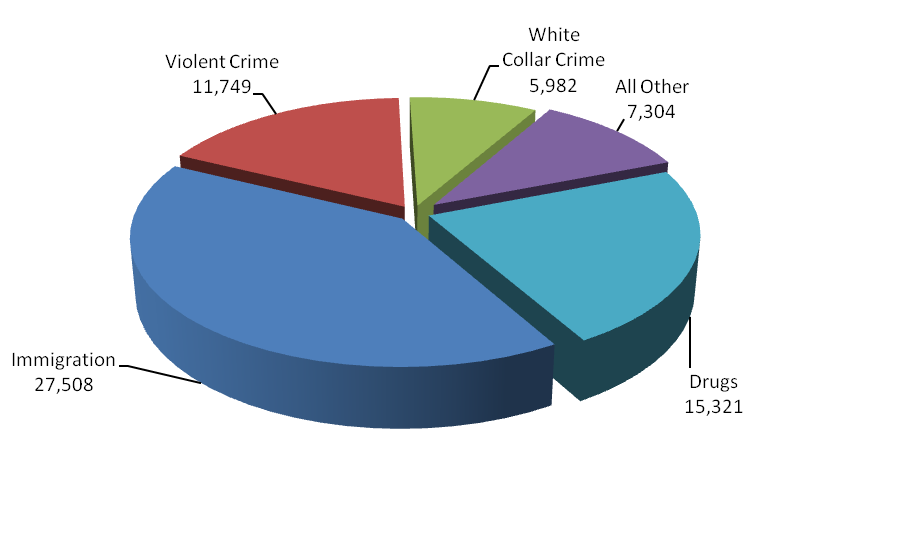 White
Collar Crime
5,982
Violent Crime
11,749
All Other
7,304
Immigration
27,508
Drugs
15,321